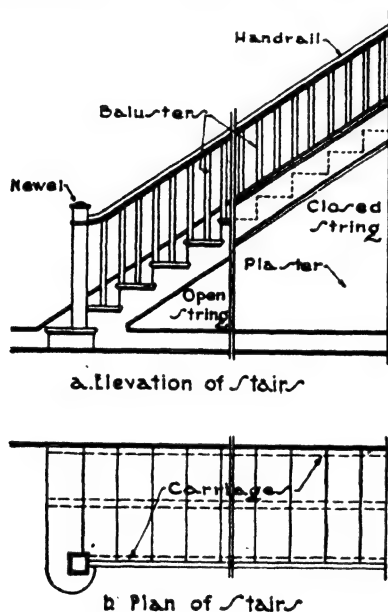 Handrail
Balusters
Newel
Closed
string
Plaster
Open
string
a. Elevation of Stairs
Carriages
b Plan of Stairs